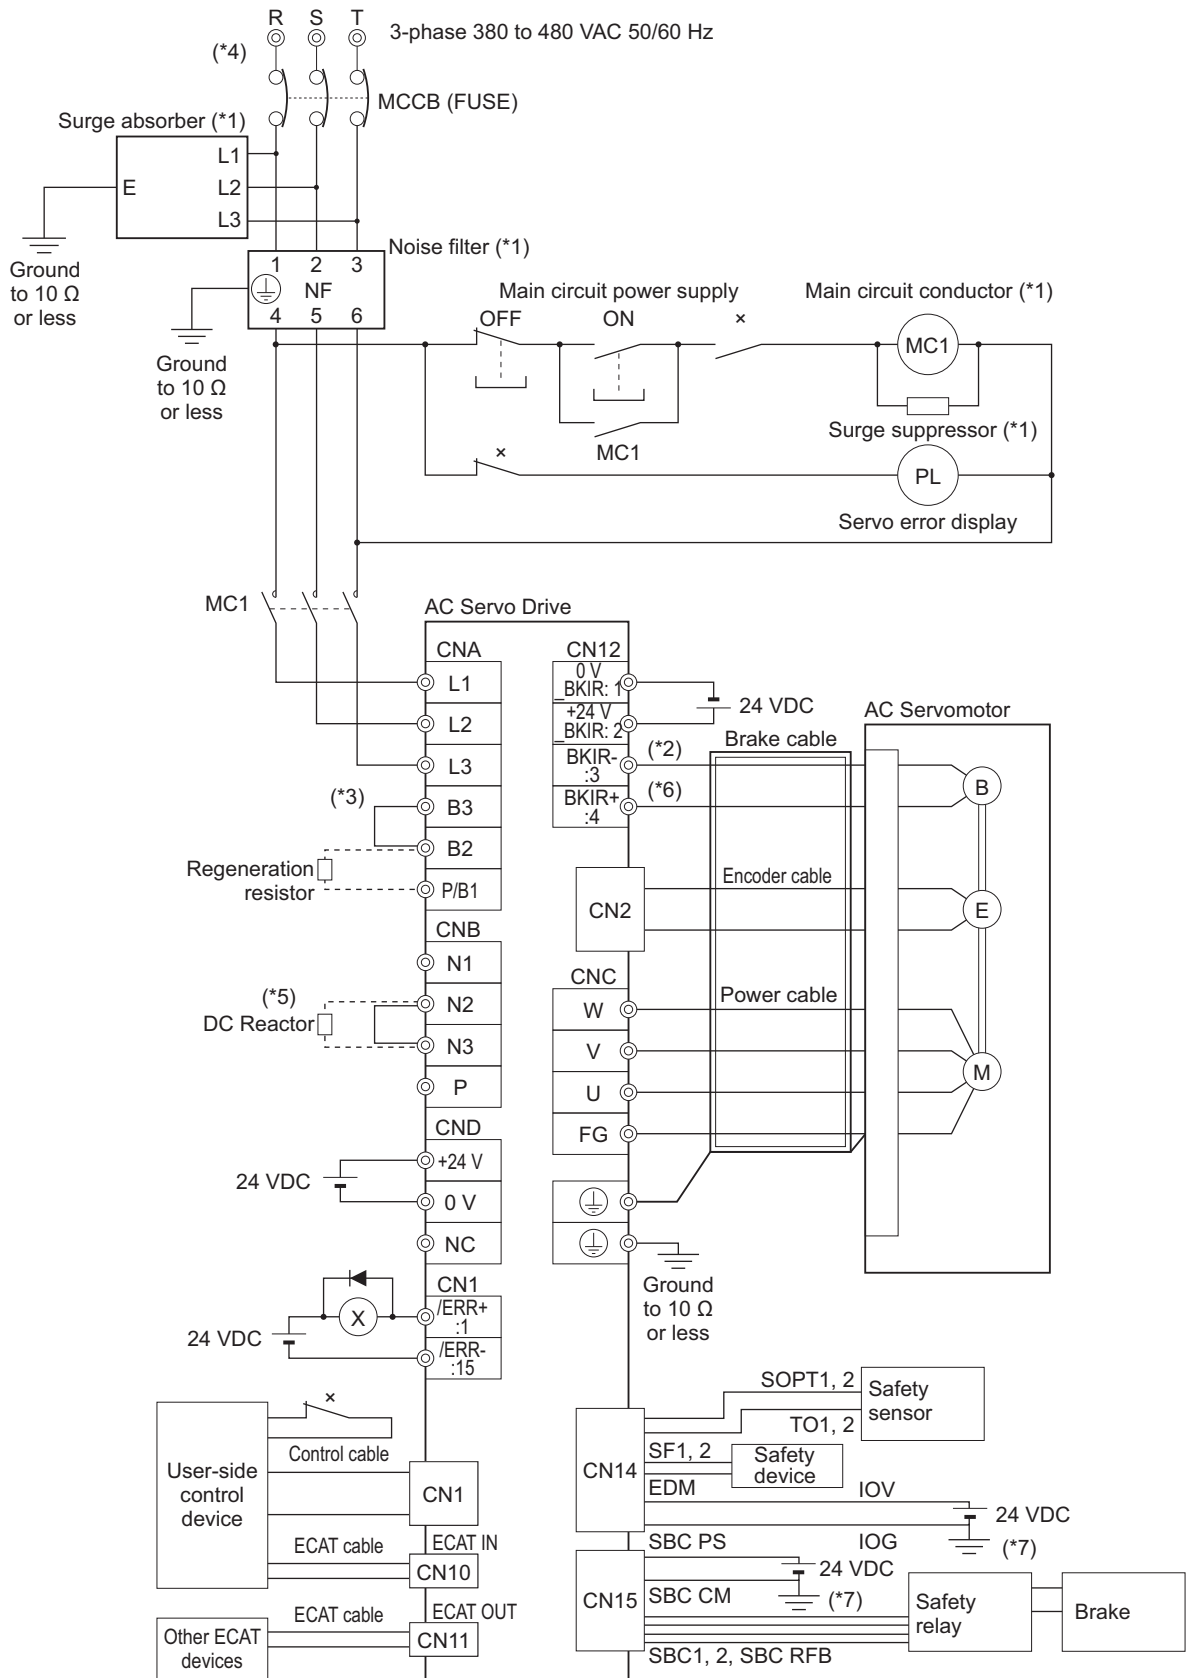 R S T
3-phase 380 to 480 VAC 50/60 Hz
(*4)
MCCB (FUSE)
Surge absorber (*1)
L1
E
L2
L3
Ground
to 10 Ω
or less
Noise filter (*1)
1 2 3
NF
4 5 6
Ground
to 10 Ω
or less
Main circuit power supply
OFF
ON
×
Main circuit conductor (*1)
MC1
Surge suppressor (*1)
MC1
×
PL
Servo error display
MC1
AC Servo Drive
CNA
L1
L2
L3
(*3)
B3
B2
P/B1
Regeneration
resistor
CNB
N1
N2
N3
P
(*5)
DC Reactor
CND
+24 V
0 V
NC
24 VDC
CN1
/ERR+
:1
/ERR-
:15
X
24 VDC
CN12
0 V
_BKIR: 1
+24 V
_BKIR: 2
BKIR-
:3
BKIR+
:4
24 VDC
(*2)
(*6)
Brake cable
AC Servomotor
B
CN2
Encoder cable
E
CNC
W
V
U
FG
Power cable
M
Ground
to 10 Ω
or less
×
User-side
control
device
Control cable
CN1
ECAT cable
ECAT IN
CN10
Other ECAT
devices
ECAT cable
ECAT OUT
CN11
CN14
SOPT1, 2
TO1, 2
Safety
sensor
SF1, 2
Safety
device
EDM
IOV
24 VDC
IOG
(*7)
CN15
SBC PS
24 VDC
SBC CM
(*7)
SBC1, 2, SBC RFB
Safety
relay
Brake